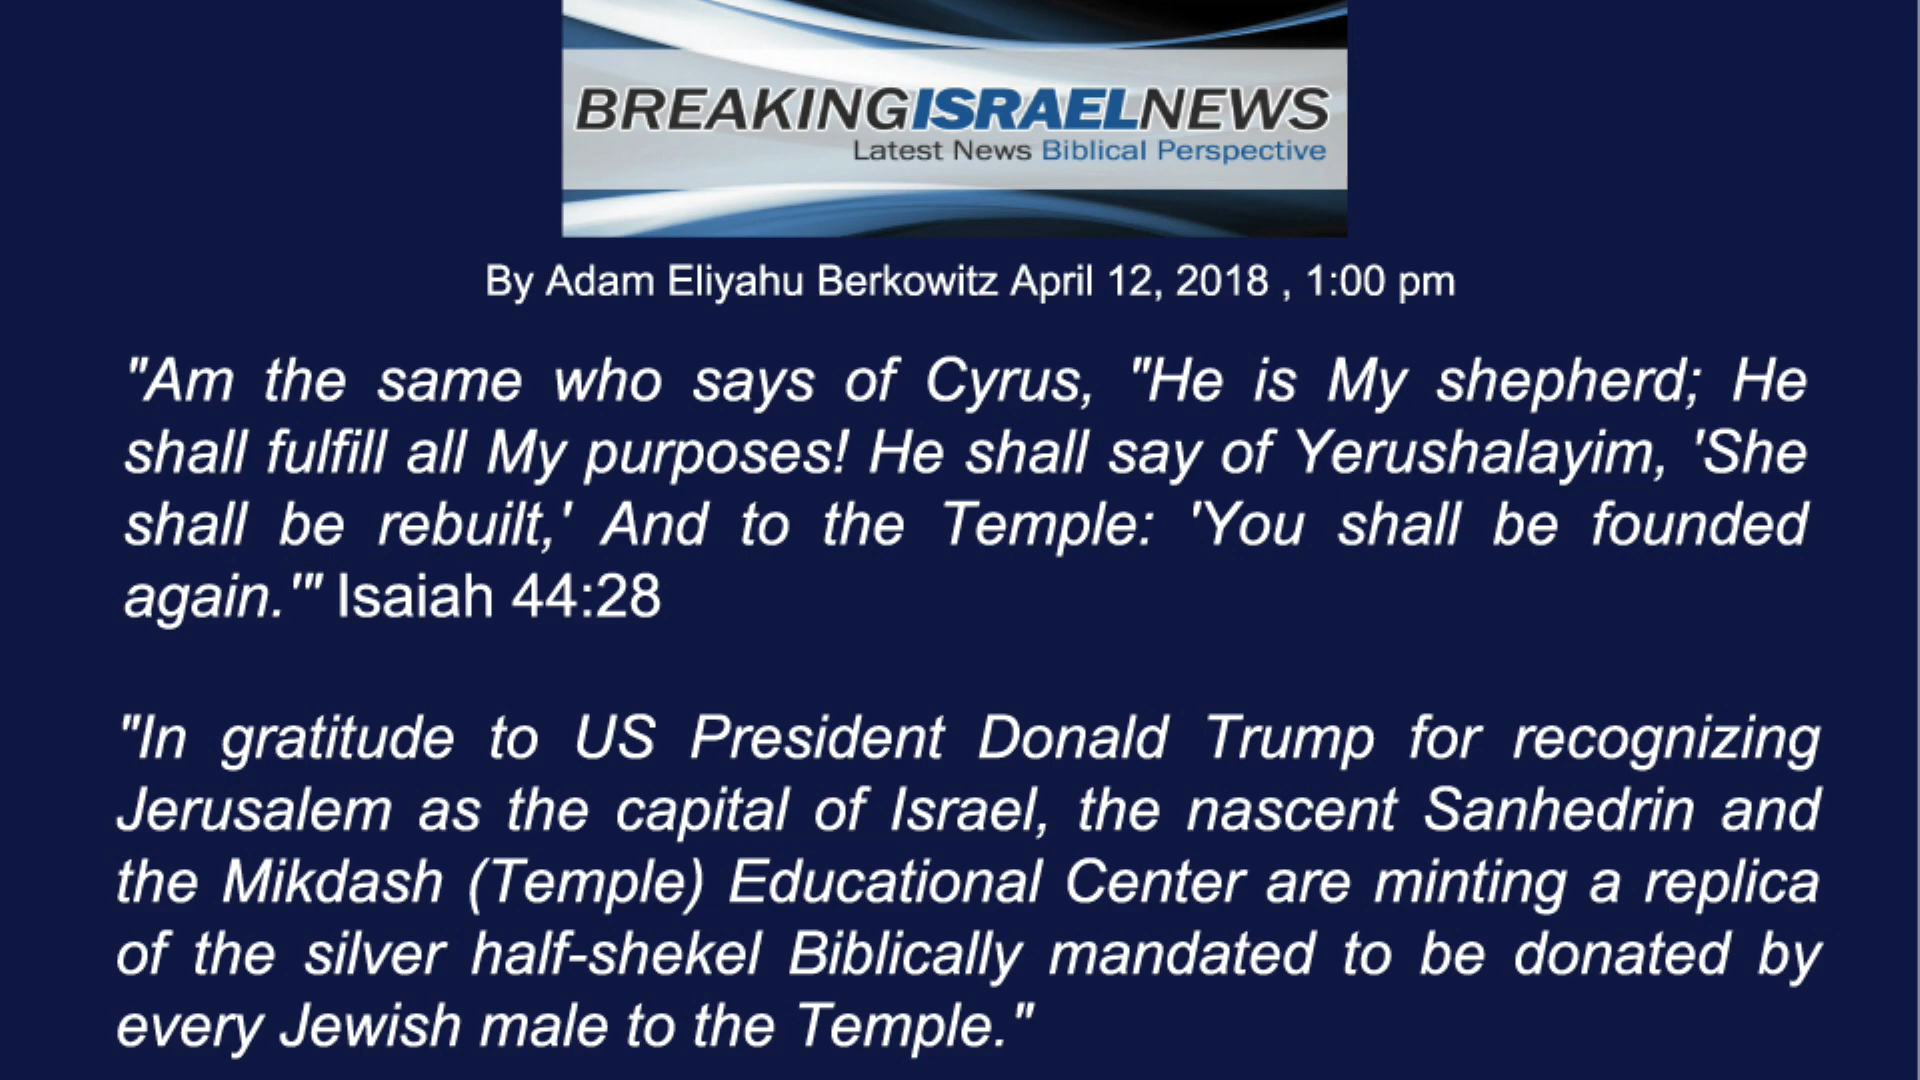 BREAKINGISRAELNEWS
Latest News Biblical Perspective
By Adam Eliyahu Berkowitz April 12, 2018 , 1:00 pm
"Am the same who says of Cyrus, "He is My shepherd; He
shall fulfill all My purposes! He shall say of Yerushalayim, 'She
shall be rebuilt,' And to the Temple: 'You shall be founded
again.'" Isaiah 44:28
"In gratitude to US President Donald Trump for recognizing
Jerusalem as the capital of Israel, the nascent Sanhedrin and
the Mikdash (Temple) Educational Center are minting a replica
of the silver half-shekel Biblically mandated to be donated by
every Jewish male to the Temple."